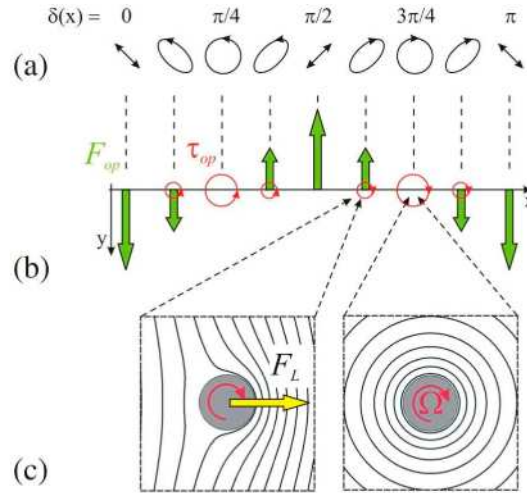 δ(x) = 0 π/4 π/2 3π/4 π
(a)
F_op τ_op
y
(b)
F_L Ω
(c)